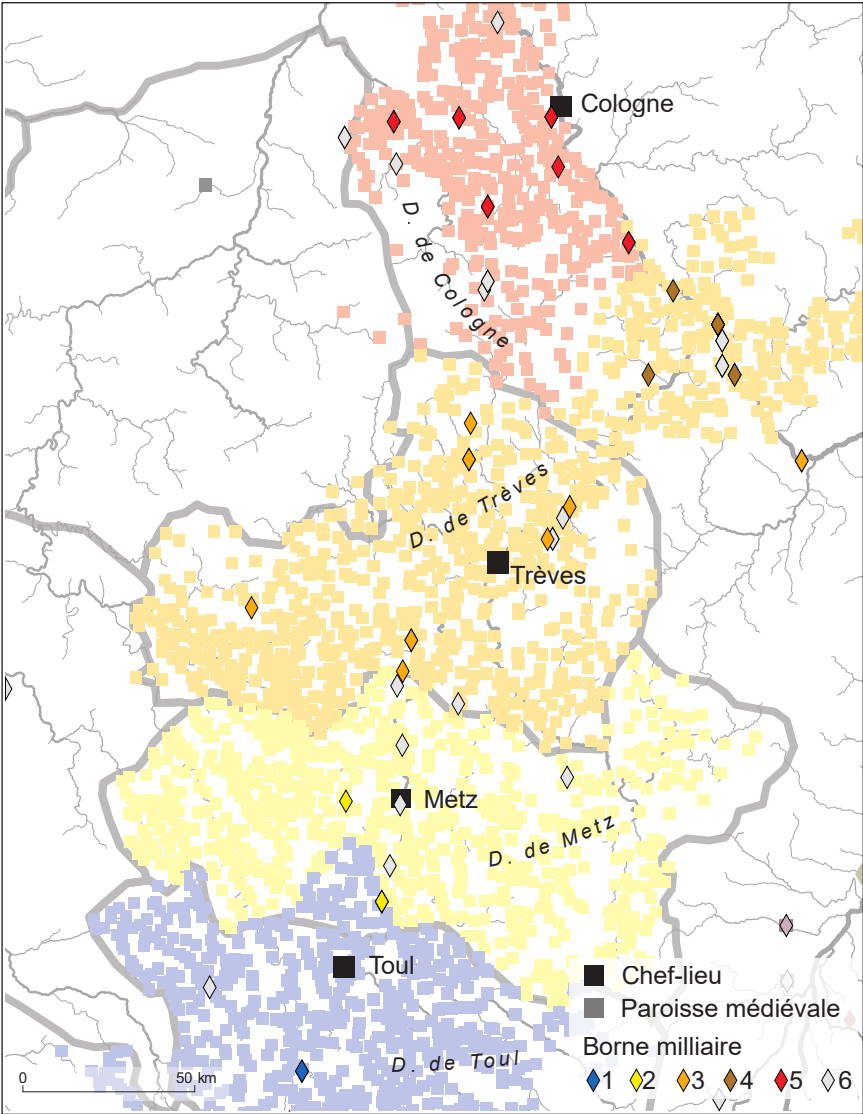 Cologne
D. de Cologne
D. de Trèves
Trèves
Metz
D. de Metz
Toul
Chef-lieu
Paroisse médiévale
Borne milliaire
D. de Toul
0 50 km
1 2 3 4 5 6